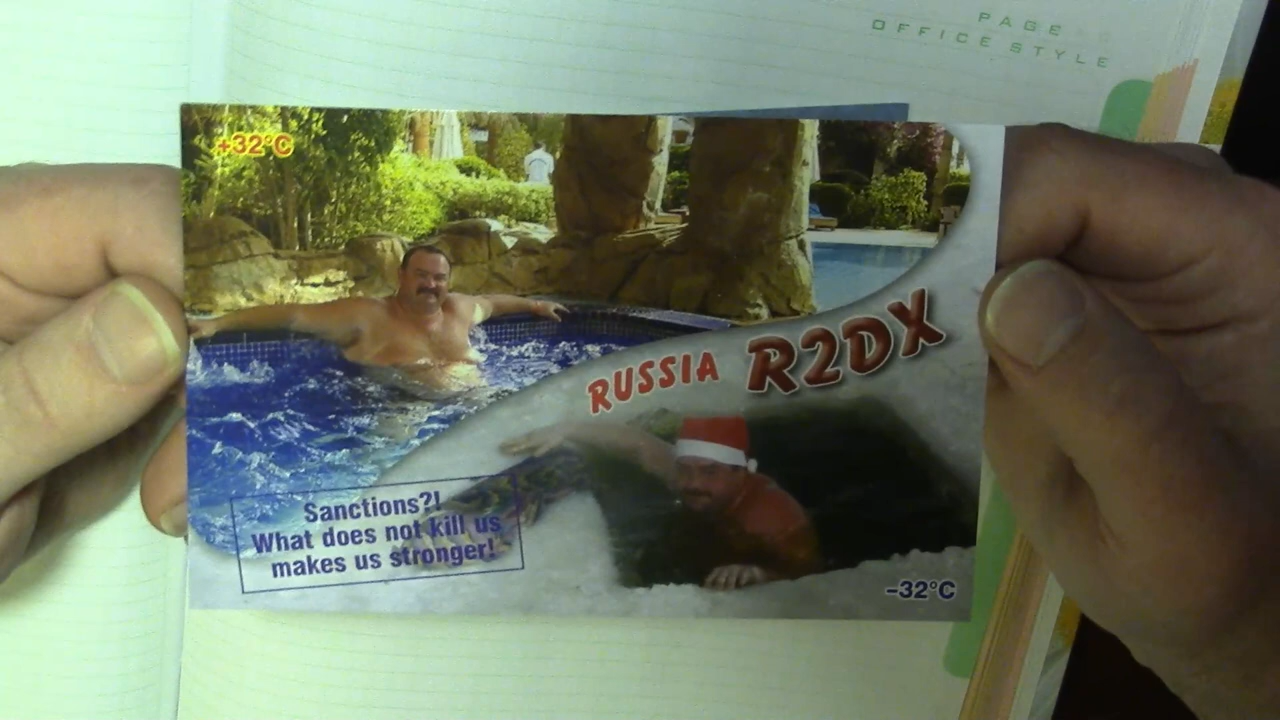 PAGE
OFFICE STYLE
+32°C
RUSSIA R2DX
Sanctions?!
What does not kill us
makes us stronger!
-32°C